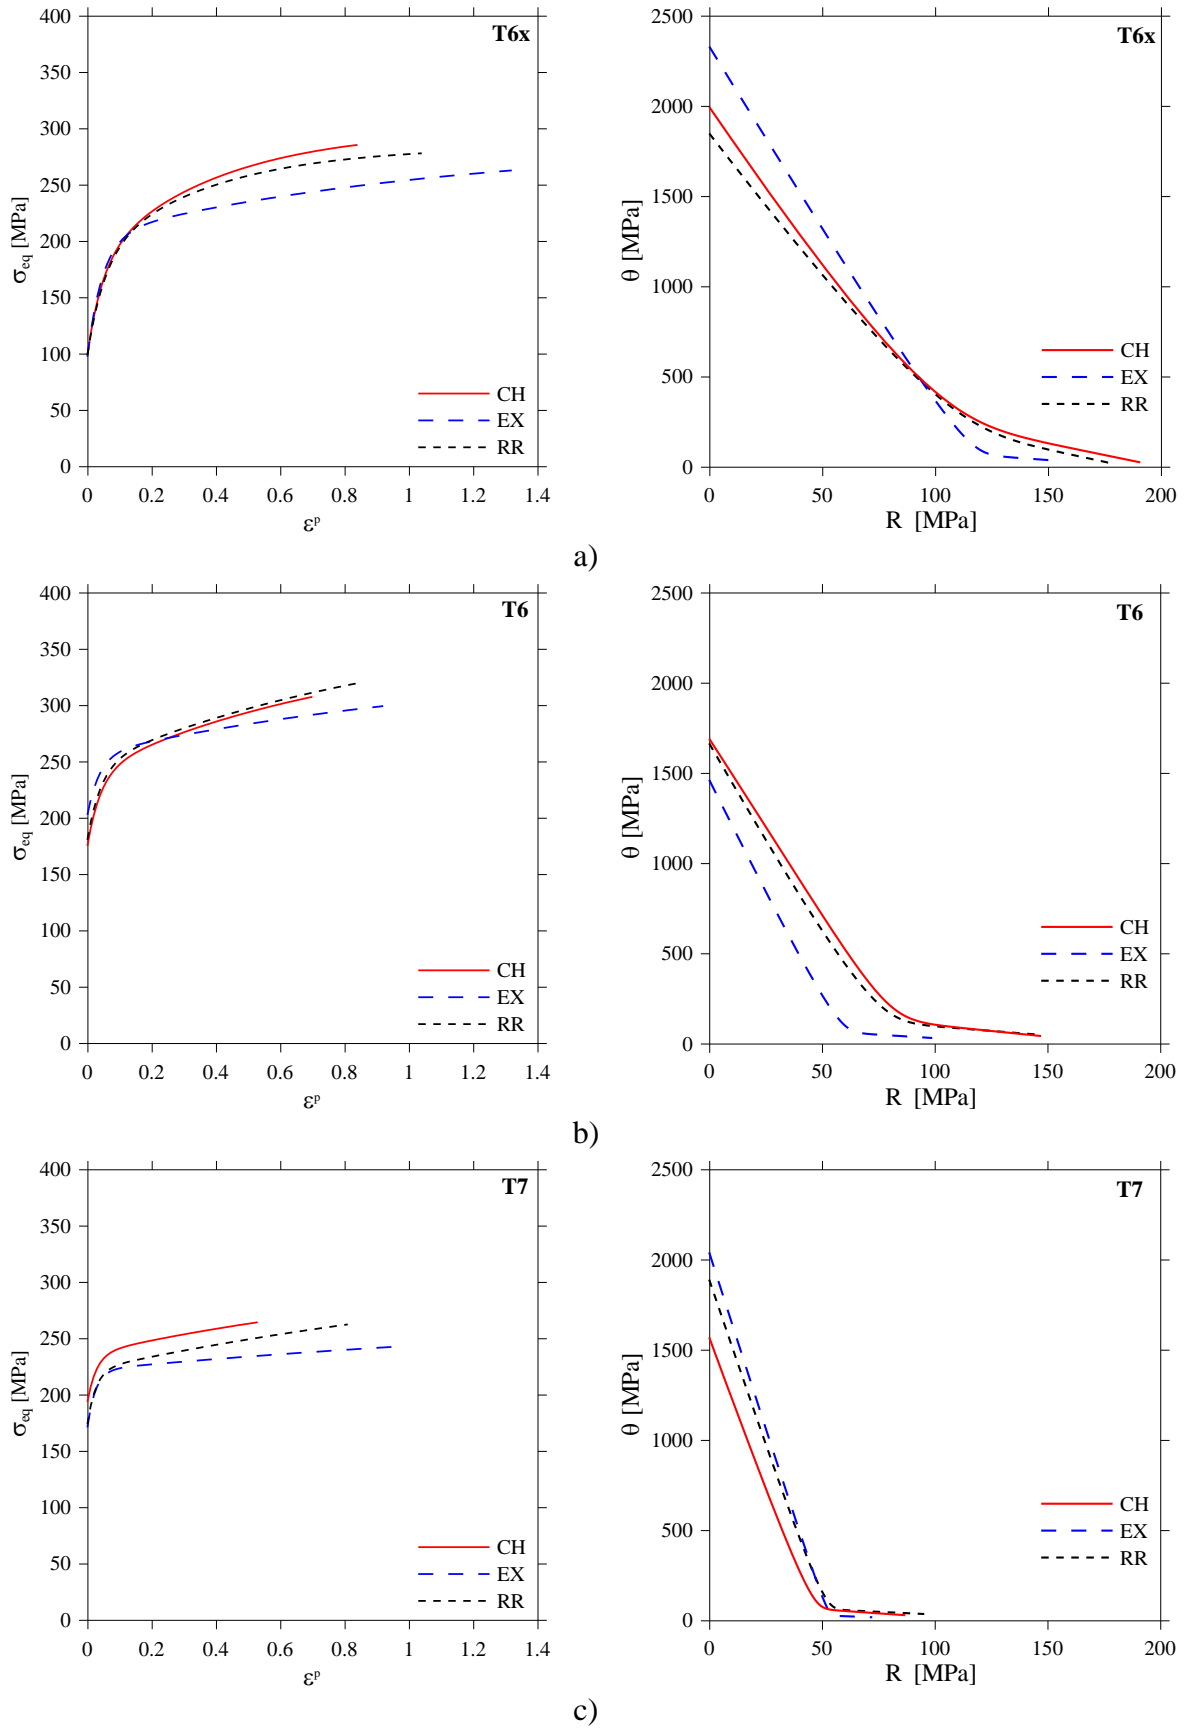 400
350
300
250
200
150
100
50
0
σeq [MPa]
T6x
CH
EX
RR
0 0.2 0.4 0.6 0.8 1 1.2 1.4
εp
2500
2000
1500
1000
500
0
θ [MPa]
T6x
CH
EX
RR
0 50 100 150 200
R [MPa]
a)
400
350
300
250
200
150
100
50
0
σeq [MPa]
T6
CH
EX
RR
0 0.2 0.4 0.6 0.8 1 1.2 1.4
εp
2500
2000
1500
1000
500
0
θ [MPa]
T6
CH
EX
RR
0 50 100 150 200
R [MPa]
b)
400
350
300
250
200
150
100
50
0
σeq [MPa]
T7
CH
EX
RR
0 0.2 0.4 0.6 0.8 1 1.2 1.4
εp
2500
2000
1500
1000
500
0
θ [MPa]
T7
CH
EX
RR
0 50 100 150 200
R [MPa]
c)